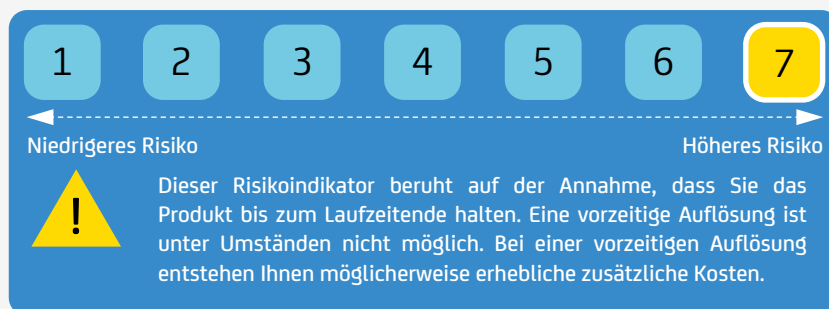 1 2 3 4 5 6 7
Niedrigeres Risiko Höheres Risiko
!
Dieser Risikoindikator beruht auf der Annahme, dass Sie das
Produkt bis zum Laufzeitende halten. Eine vorzeitige Auflösung ist
unter Umständen nicht möglich. Bei einer vorzeitigen Auflösung
entstehen Ihnen möglicherweise erhebliche zusätzliche Kosten.